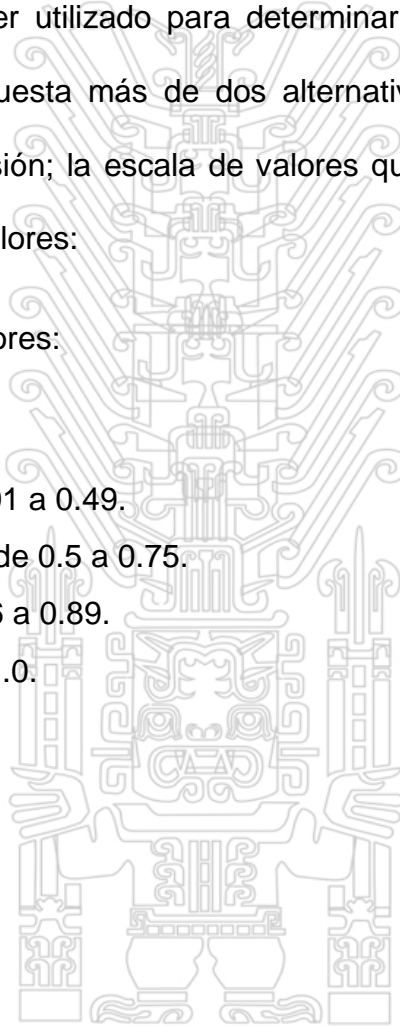 er utilizado para determinar
uesta más de dos alternativ
sión; la escala de valores qu
lores:
ores:
01 a 0.49.
de 0.5 a 0.75.
6 a 0.89.
.0.